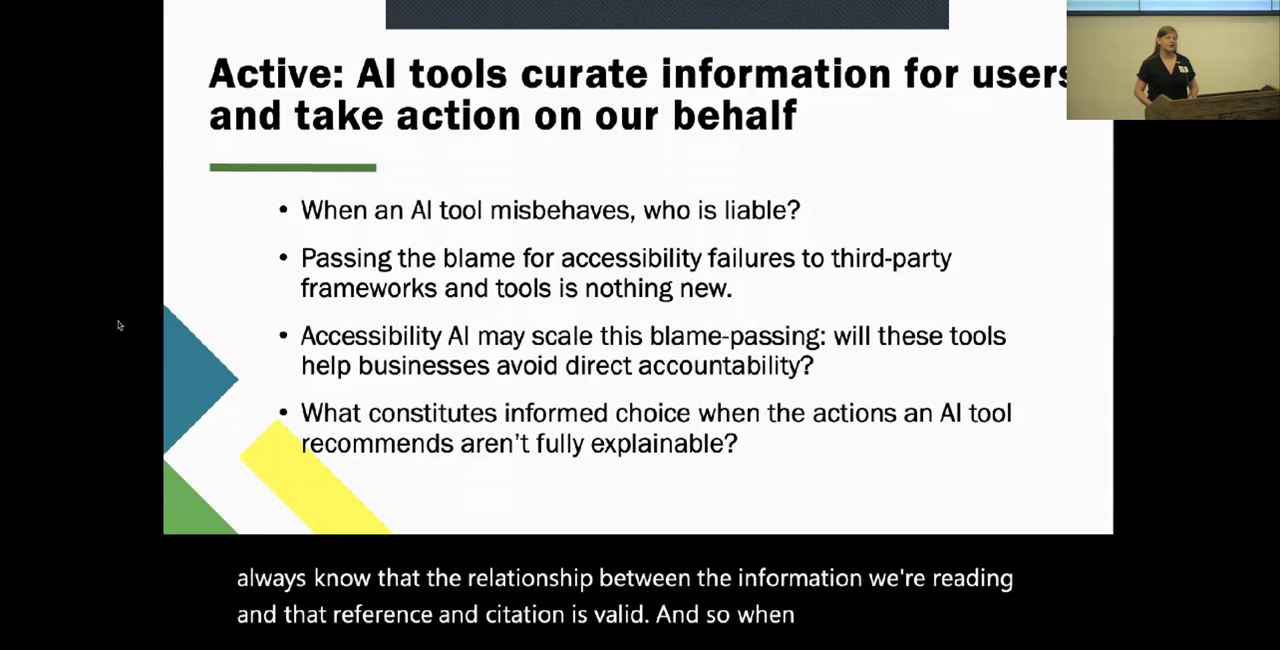 Active: AI tools curate information for users
and take action on our behalf
• When an AI tool misbehaves, who is liable?
• Passing the blame for accessibility failures to third-party
frameworks and tools is nothing new.
• Accessibility AI may scale this blame-passing: will these tools
help businesses avoid direct accountability?
• What constitutes informed choice when the actions an AI tool
recommends aren't fully explainable?
always know that the relationship between the information we're reading
and that reference and citation is valid. And so when